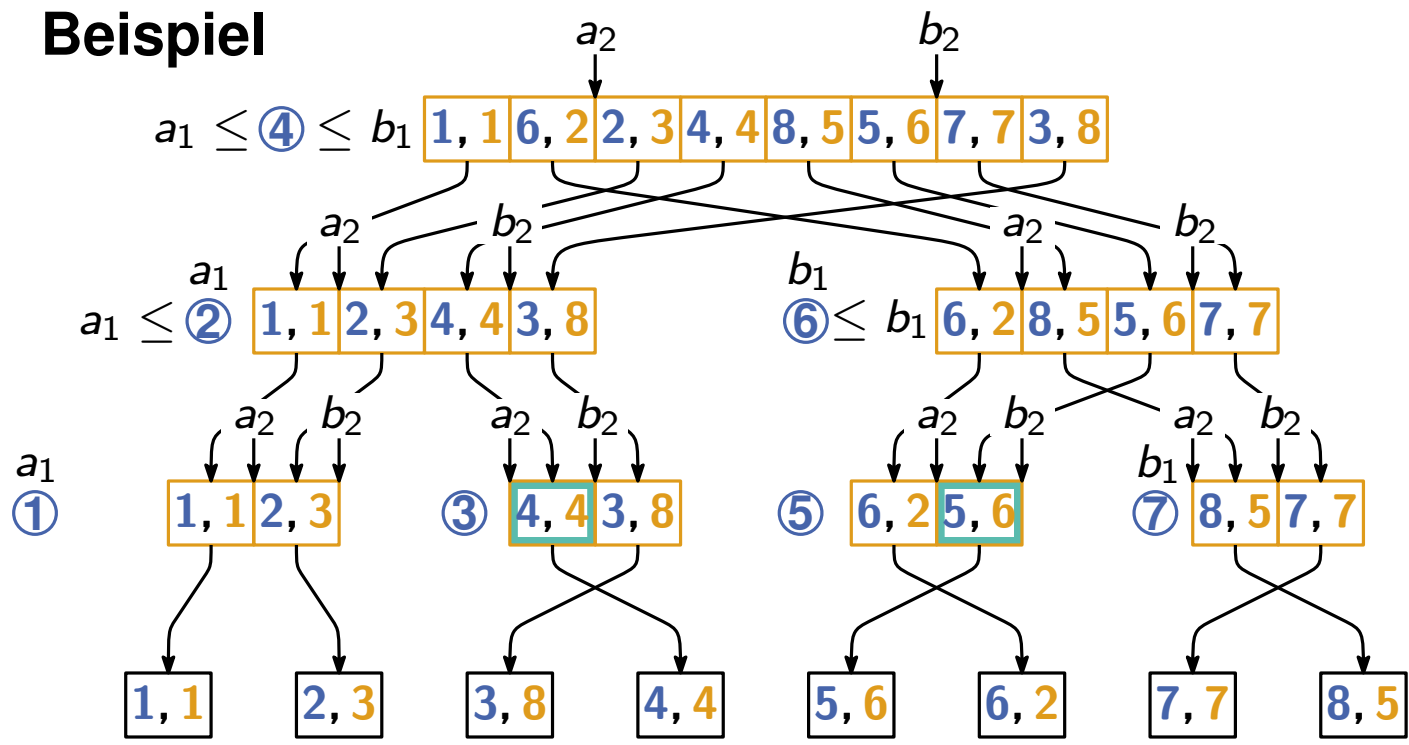 Beispiel
a₂ b₂
a₁ ≤ ④ ≤ b₁ 1, 1 6, 2 2, 3 4, 4 8, 5 5, 6 7, 7 3, 8
a₂ b₂ a₂ b₂
a₁ b₁
a₁ ≤ ② 1, 1 2, 3 4, 4 3, 8 ⑥ ≤ b₁ 6, 2 8, 5 5, 6 7, 7
a₂ b₂ a₂ b₂ a₂ b₂ a₂ b₂
a₁ b₁
① 1, 1 2, 3 ③ 4, 4 3, 8 ⑤ 6, 2 5, 6 ⑦ 8, 5 7, 7
1, 1 2, 3 3, 8 4, 4 5, 6 6, 2 7, 7 8, 5